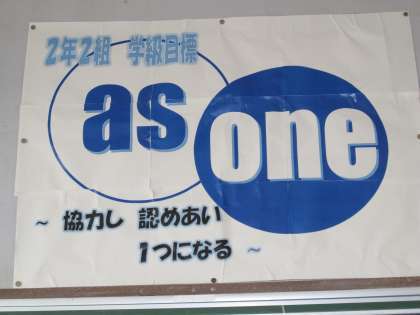 2年2組 学級目標
as one
~ 協力し 認めあい
1つになる ~